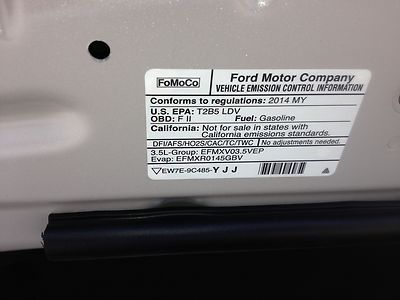 FoMoCo
Ford Motor Company
VEHICLE EMISSION CONTROL INFORMATION
Conforms to regulations: 2014 MY
U.S. EPA: T2B5 LDV
OBD: F II Fuel: Gasoline
California: Not for sale in states with
California emissions standards.
DFI/AFS/HO2S/CAC/TC/TWC No adjustments needed.
3.5L-Group: EFMXV03.5VEP
Evap: EFMXR0145GBV
EW7E-9C485-YJJ